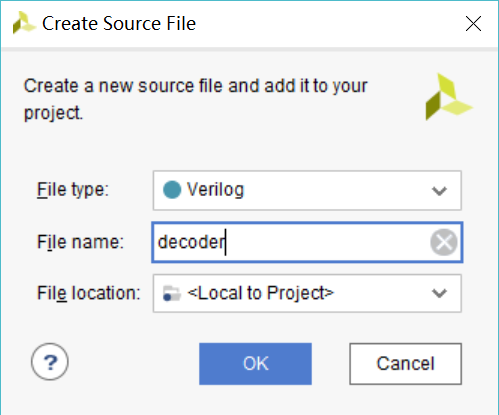 Create Source File
Create a new source file and add it to your
project.
File type: Verilog
File name: decoder
File location: <Local to Project>
? OK Cancel